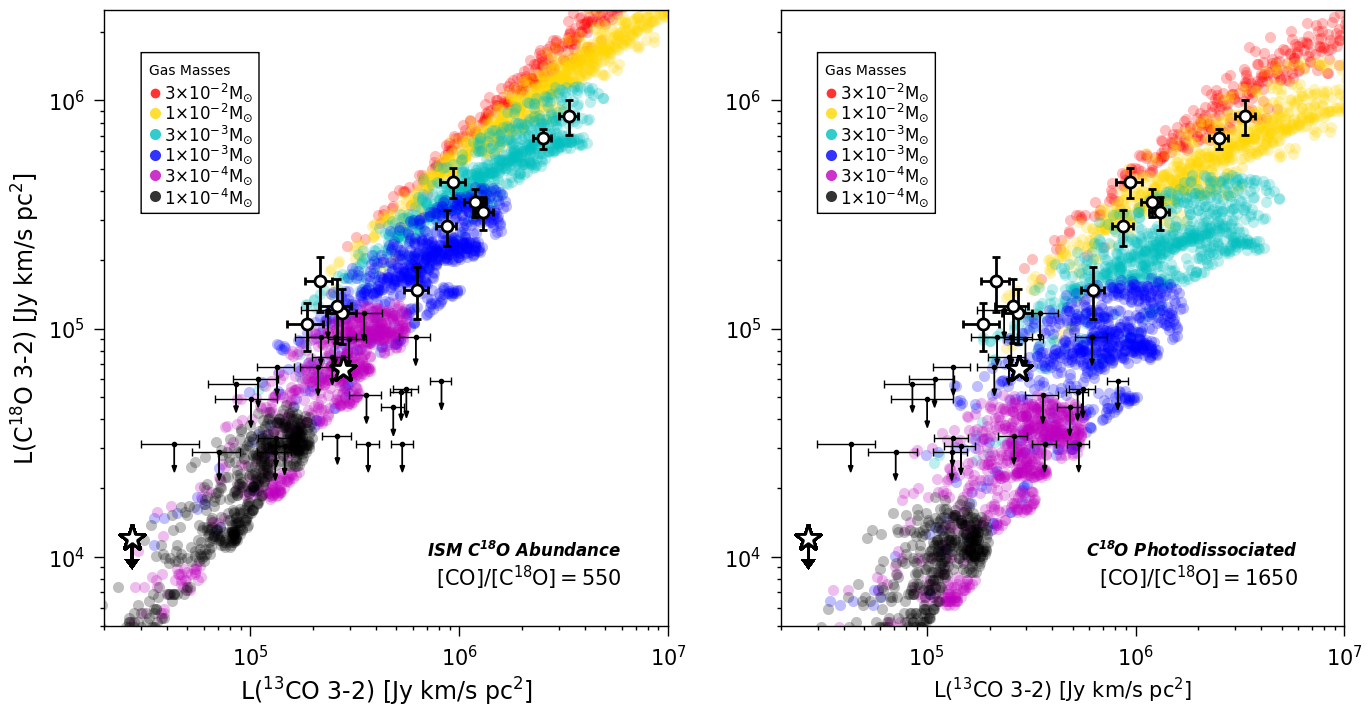 L(C¹⁸O 3-2) [Jy km/s pc²]
10⁶
10⁵
10⁴
Gas Masses
3×10⁻²M☉
1×10⁻²M☉
3×10⁻³M☉
1×10⁻³M☉
3×10⁻⁴M☉
1×10⁻⁴M☉
ISM C¹⁸O Abundance
[CO]/[C¹⁸O] = 550
10⁵ 10⁶ 10⁷
L(¹³CO 3-2) [Jy km/s pc²]
10⁶
10⁵
10⁴
Gas Masses
3×10⁻²M☉
1×10⁻²M☉
3×10⁻³M☉
1×10⁻³M☉
3×10⁻⁴M☉
1×10⁻⁴M☉
C¹⁸O Photodissociated
[CO]/[C¹⁸O] = 1650
10⁵ 10⁶ 10⁷
L(¹³CO 3-2) [Jy km/s pc²]